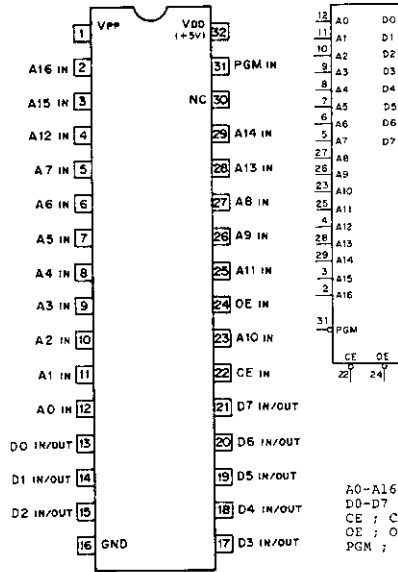 1 VPP VDD 32
(+5V)
A16 IN 2 31 PGM IN
A15 IN 3 NC 30
A12 IN 4 29 A14 IN
A7 IN 5 28 A13 IN
A6 IN 6 27 A8 IN
A5 IN 7 26 A9 IN
A4 IN 8 25 A11 IN
A3 IN 9 24 OE IN
A2 IN 10 23 A10 IN
A1 IN 11 22 CE IN
A0 IN 12 21 D7 IN/OUT
D0 IN/OUT 13 20 D6 IN/OUT
D1 IN/OUT 14 19 D5 IN/OUT
D2 IN/OUT 15 18 D4 IN/OUT
16 GND 17 D3 IN/OUT
12 A0 D0
11 A1 D1
10 A2 D2
9 A3 D3
8 A4 D4
7 A5 D5
6 A6 D6
5 A7 D7
27 A8
26 A9
23 A10
25 A11
4 A12
28 A13
29 A14
3 A15
2 A16
31 PGM
CE OE
22 24
A0-A16
D0-D7
CE ; C
OE ; O
PGM ;